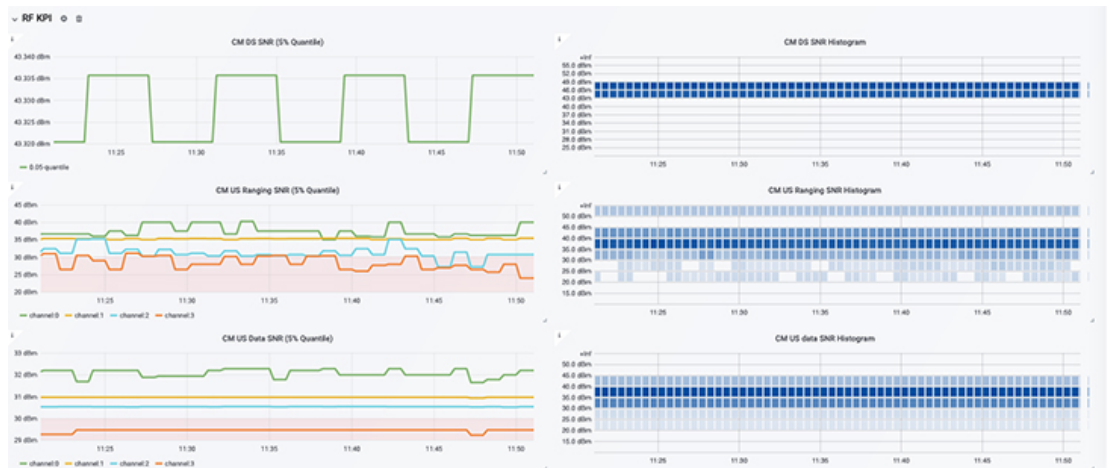 RF KPI
CM DS SNR (5% Quantile)
43.340 dBm
43.335 dBm
43.330 dBm
43.325 dBm
43.320 dBm
11:25 11:30 11:35 11:40 11:45 11:50
0.05-quantile
CM DS SNR Histogram
+Inf
55.0 dBm
52.0 dBm
49.0 dBm
46.0 dBm
43.0 dBm
40.0 dBm
37.0 dBm
34.0 dBm
31.0 dBm
28.0 dBm
25.0 dBm
11:25 11:30 11:35 11:40 11:45 11:50
CM US Ranging SNR (5% Quantile)
45 dBm
40 dBm
35 dBm
30 dBm
25 dBm
20 dBm
11:25 11:30 11:35 11:40 11:45 11:50
channel:0 channel:1 channel:2 channel:3
CM US Ranging SNR Histogram
+Inf
50.0 dBm
45.0 dBm
40.0 dBm
35.0 dBm
30.0 dBm
25.0 dBm
20.0 dBm
15.0 dBm
11:25 11:30 11:35 11:40 11:45 11:50
CM US Data SNR (5% Quantile)
33 dBm
32 dBm
31 dBm
30 dBm
29 dBm
11:25 11:30 11:35 11:40 11:45 11:50
channel:0 channel:1 channel:2 channel:3
CM US data SNR Histogram
+Inf
50.0 dBm
45.0 dBm
40.0 dBm
35.0 dBm
30.0 dBm
25.0 dBm
20.0 dBm
15.0 dBm
11:25 11:30 11:35 11:40 11:45 11:50